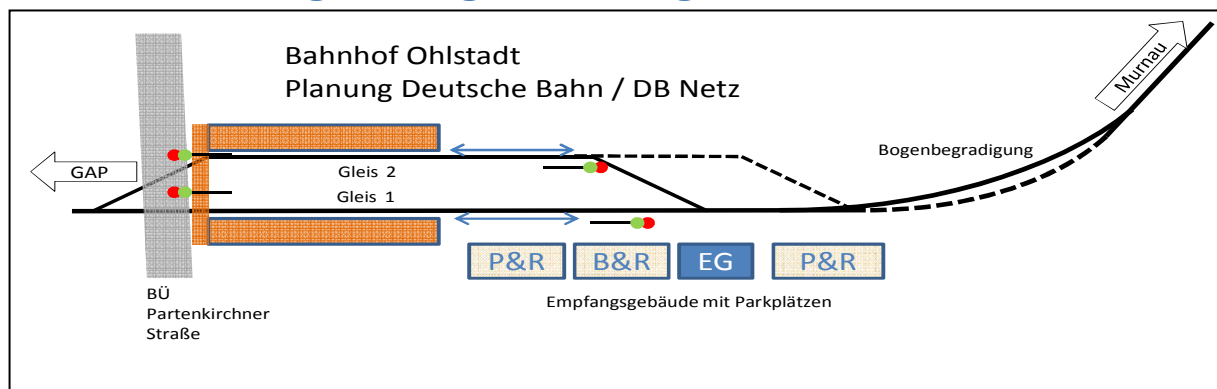 Bahnhof Ohlstadt
Planung Deutsche Bahn / DB Netz
Murnau
Bogenbegradigung
GAP
Gleis 2
Gleis 1
P&R
B&R
EG
P&R
Empfangsgebäude mit Parkplätzen
BÜ
Partenkirchner
Straße